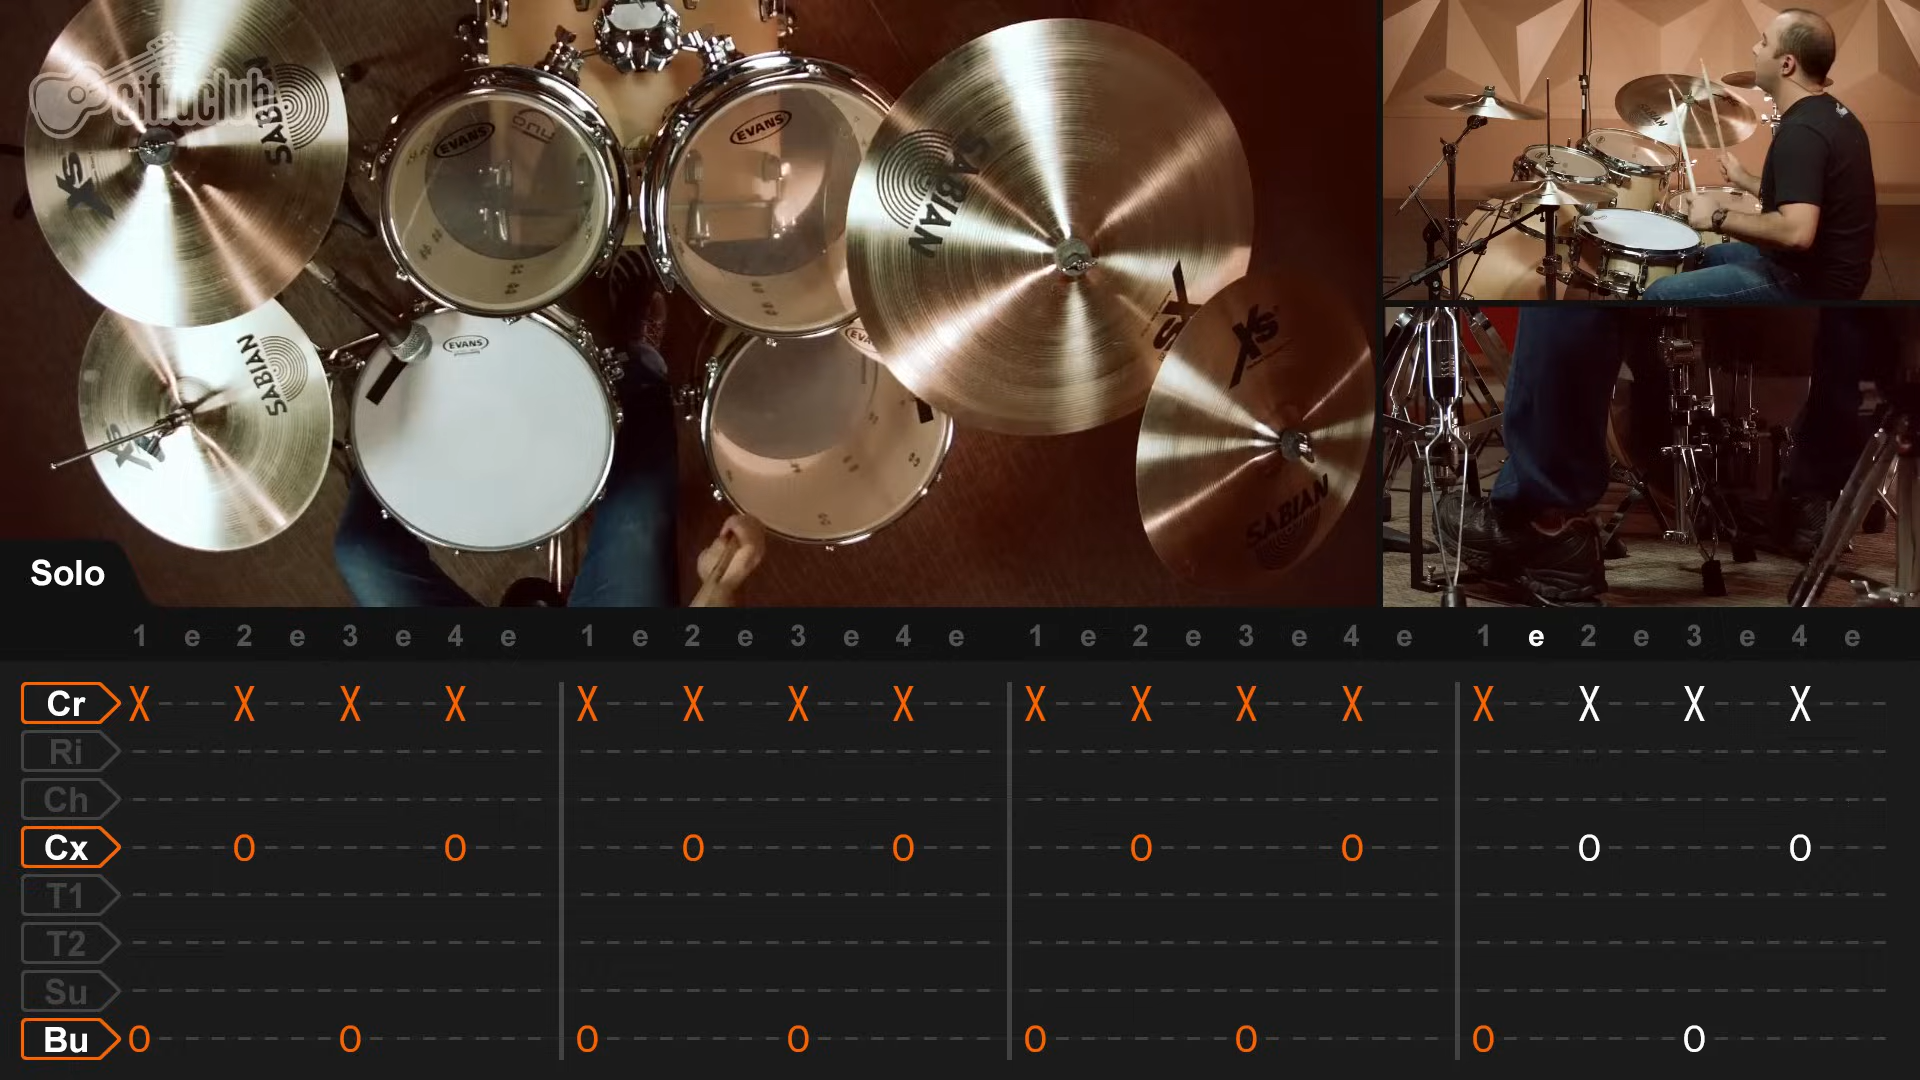 cifraclub
SABIAN
XS
EVANS
EVANS
SABIAN
XS
SABIAN
XS
EVANS
XS
SABIAN
SABIAN
Solo
1 e 2 e 3 e 4 e 1 e 2 e 3 e 4 e 1 e 2 e 3 e 4 e 1 e 2 e 3 e 4 e
Cr X X X X X X X X X X X X X X X X
Ri
Ch
Cx O O O O O O O O
T1
T2
Su
Bu O O O O O O O O